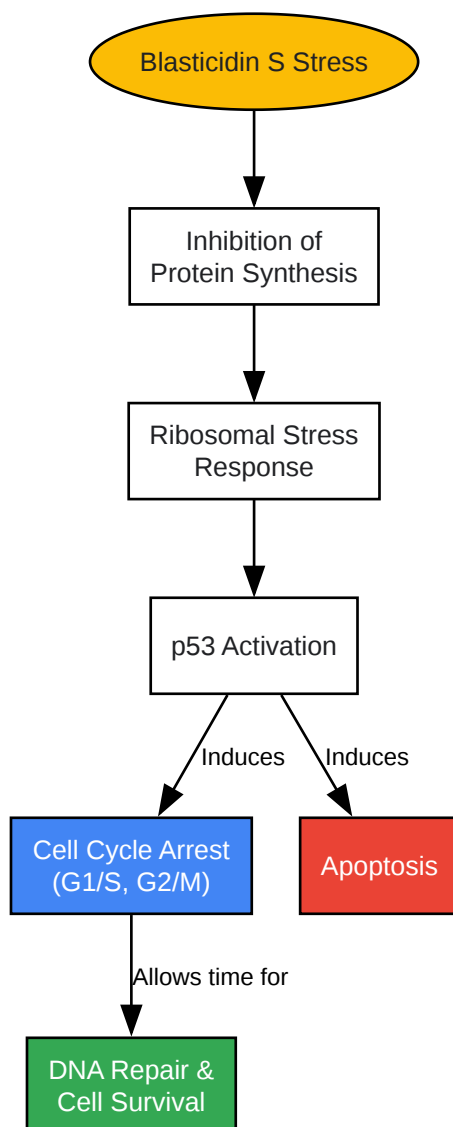 Blasticidin S Stress
Inhibition of
Protein Synthesis
Ribosomal Stress
Response
p53 Activation
Induces
Induces
Cell Cycle Arrest
(G1/S, G2/M)
Apoptosis
Allows time for
DNA Repair &
Cell Survival